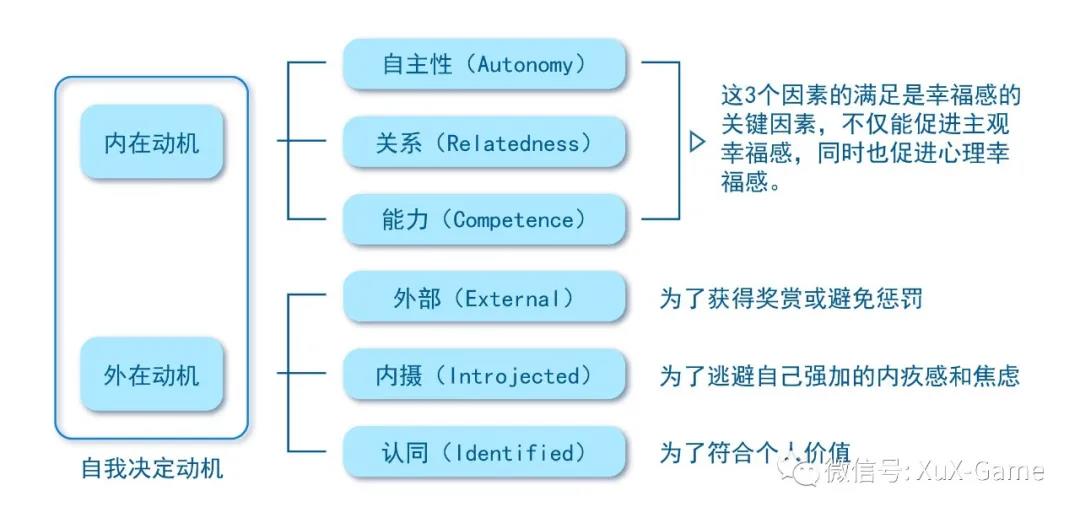 自主性（Autonomy）
内在动机
关系（Relatedness）
能力（Competence）
这3个因素的满足是幸福感的
关键因素，不仅能促进主观
幸福感，同时也促进心理幸
福感。
外部（External）
为了获得奖赏或避免惩罚
外在动机
内摄（Introjected）
为了逃避自己强加的内疚感和焦虑
认同（Identified）
为了符合个人价值
自我决定动机
微信号: XuX-Game